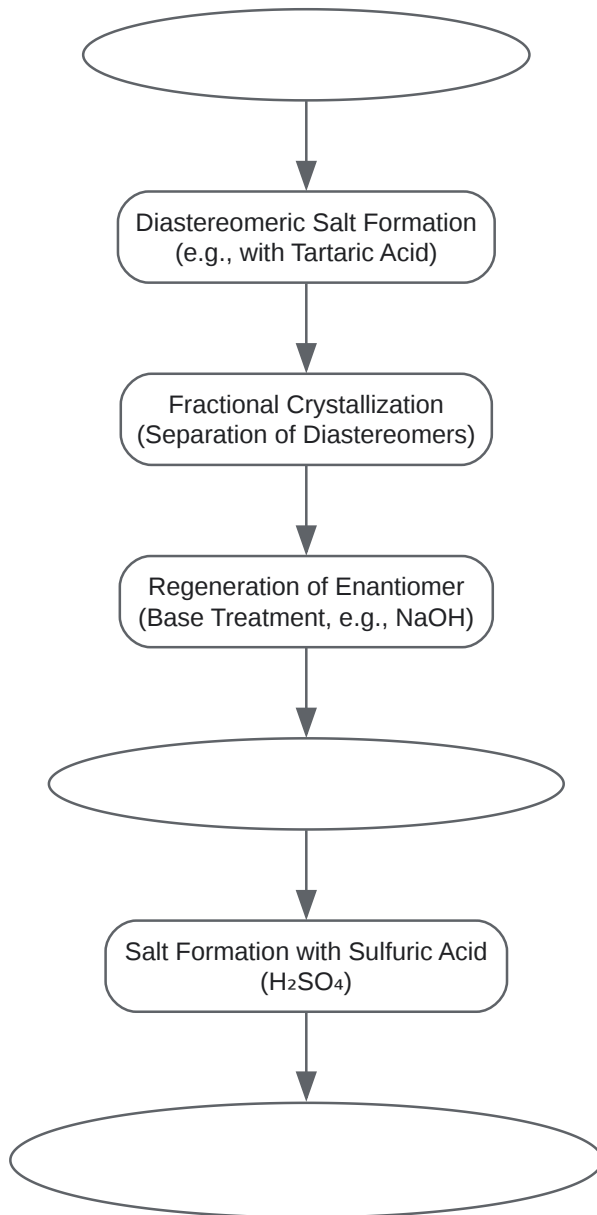 Diastereomeric Salt Formation
(e.g., with Tartaric Acid)
Fractional Crystallization
(Separation of Diastereomers)
Regeneration of Enantiomer
(Base Treatment, e.g., NaOH)
Salt Formation with Sulfuric Acid
(H₂SO₄)